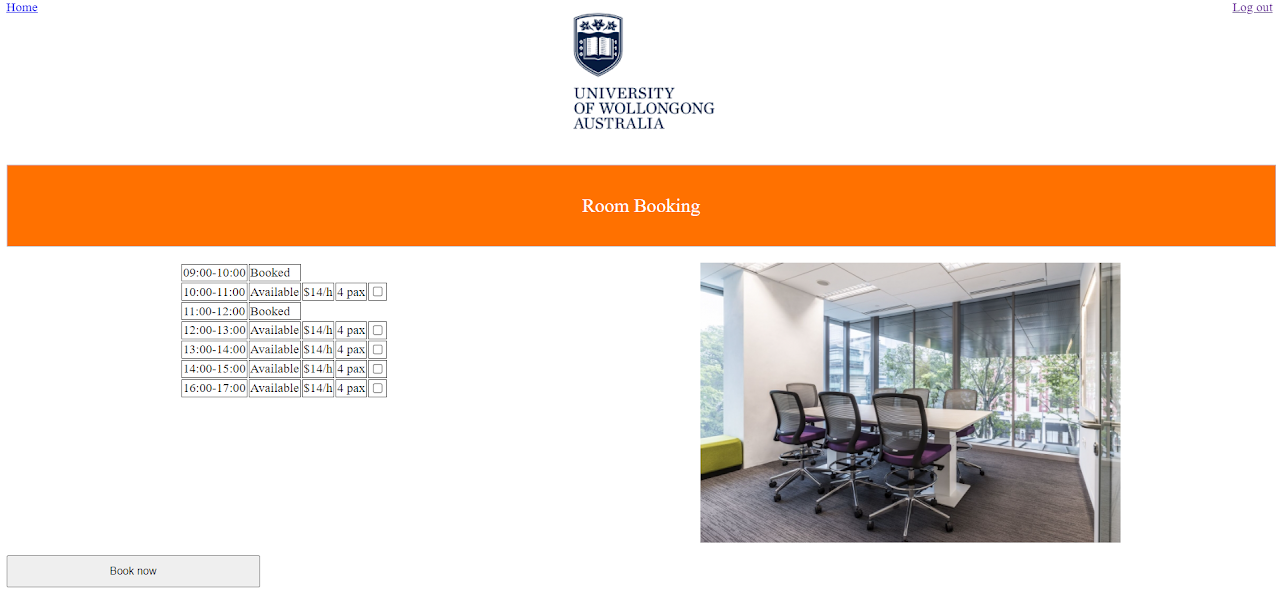 Home
Log out
UNIVERSITY
OF WOLLONGONG
AUSTRALIA
Room Booking
09:00-10:00 Booked
10:00-11:00 Available $14/h 4 pax
11:00-12:00 Booked
12:00-13:00 Available $14/h 4 pax
13:00-14:00 Available $14/h 4 pax
14:00-15:00 Available $14/h 4 pax
16:00-17:00 Available $14/h 4 pax
Book now